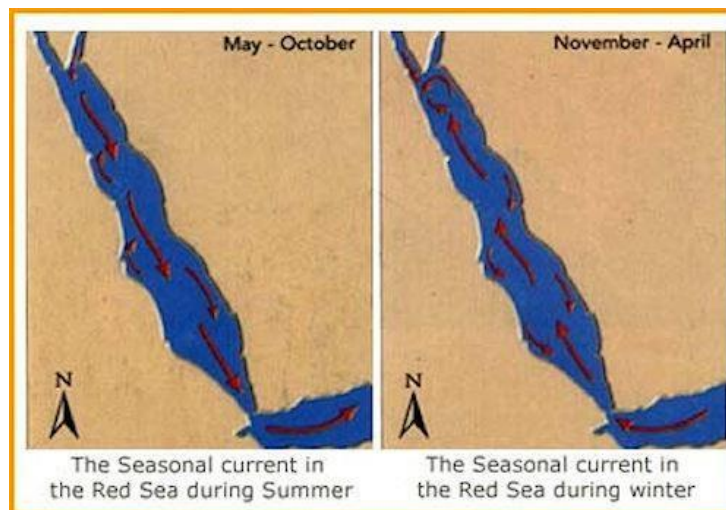 May - October
N
The Seasonal current in
the Red Sea during Summer
November - April
N
The Seasonal current in
the Red Sea during winter